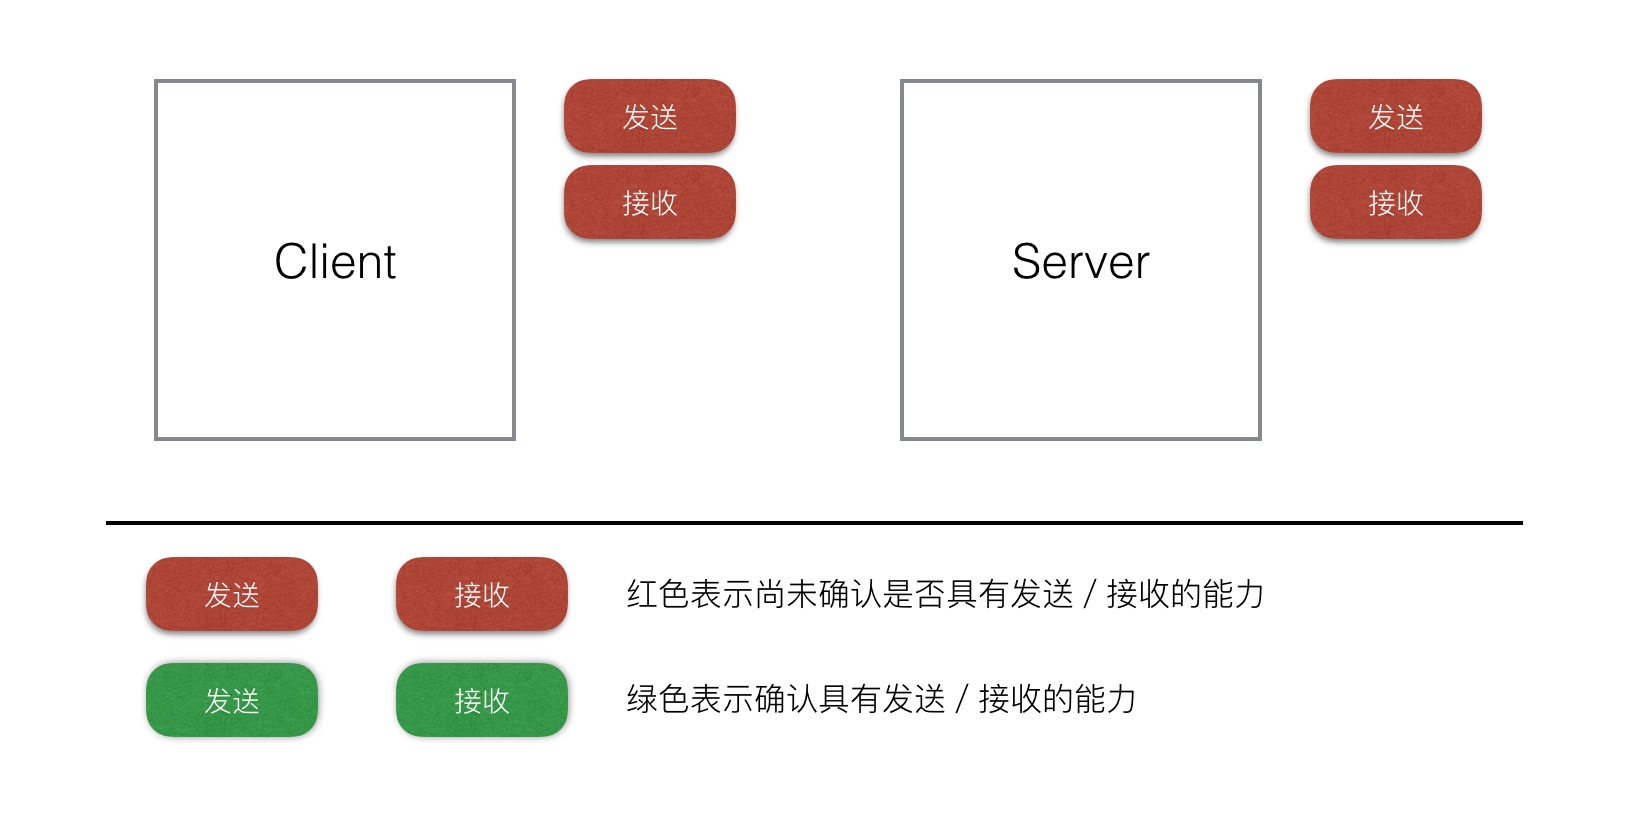 发送
发送
接收
接收
Client
Server
发送
接收
红色表示尚未确认是否具有发送 / 接收的能力
发送
接收
绿色表示确认具有发送 / 接收的能力